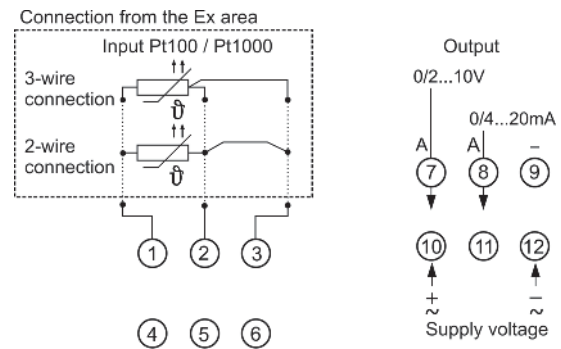 Connection from the Ex area
Input Pt100 / Pt1000
3-wire
connection
ϑ
2-wire
connection
ϑ
1 2 3
4 5 6
Output
0/2...10V
0/4...20mA
A A –
7 8 9
10 11 12
+ –
~ ~
Supply voltage